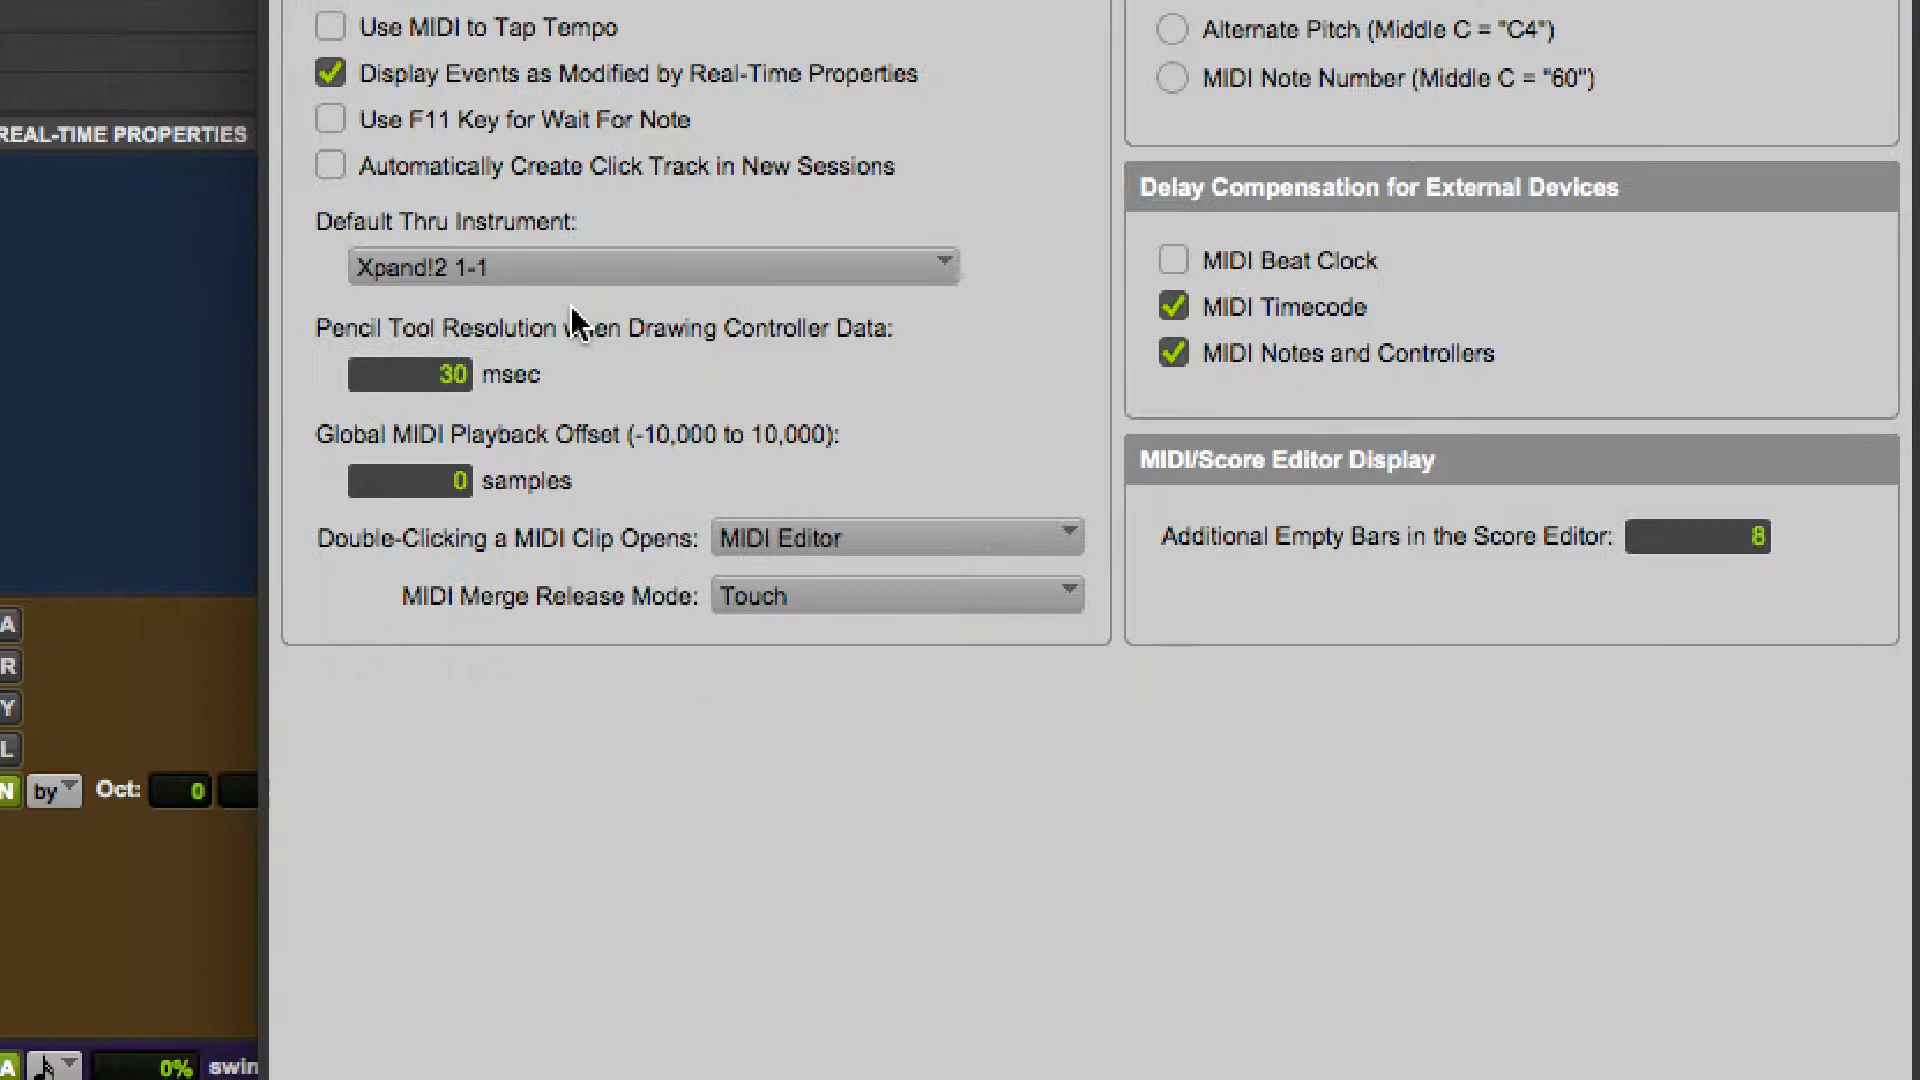 Use MIDI to Tap Tempo
Display Events as Modified by Real-Time Properties
Use F11 Key for Wait For Note
Automatically Create Click Track in New Sessions
Default Thru Instrument:
Xpand!2 1-1
Pencil Tool Resolution when Drawing Controller Data:
30 msec
Global MIDI Playback Offset (-10,000 to 10,000):
0 samples
Double-Clicking a MIDI Clip Opens: MIDI Editor
MIDI Merge Release Mode: Touch
Alternate Pitch (Middle C = "C4")
MIDI Note Number (Middle C = "60")
Delay Compensation for External Devices
MIDI Beat Clock
MIDI Timecode
MIDI Notes and Controllers
MIDI/Score Editor Display
Additional Empty Bars in the Score Editor: 8
REAL-TIME PROPERTIES
A
R
Y
L
N by Oct: 0
A 0% swin